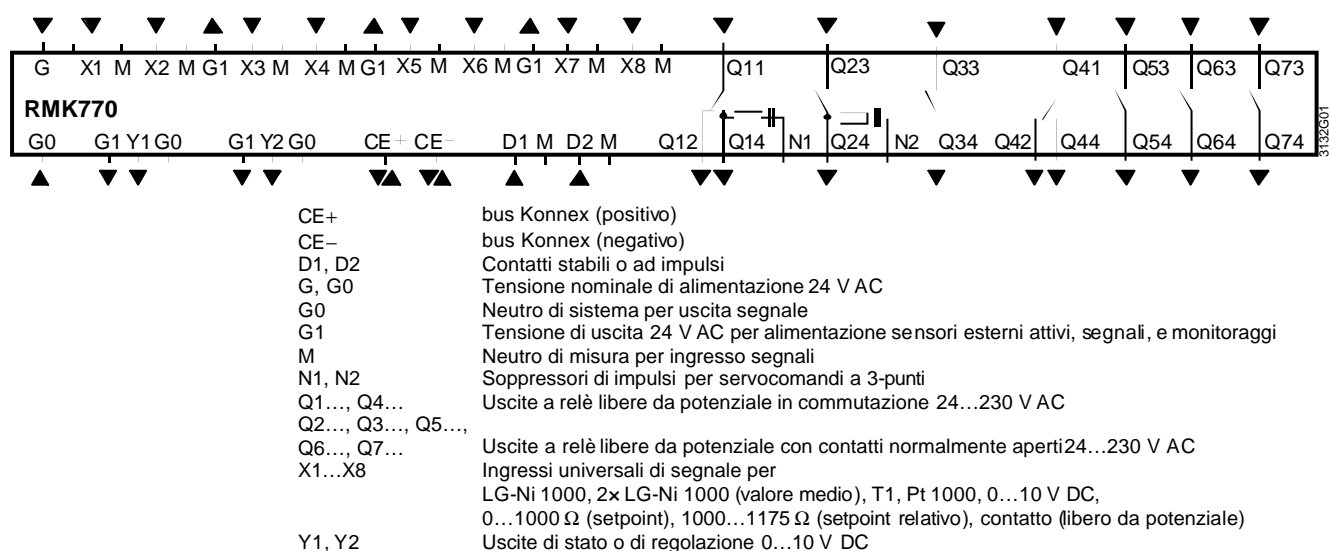 G X1 M X2 M G1 X3 M X4 M G1 X5 M X6 M G1 X7 M X8 M Q11 Q23 Q33 Q41 Q53 Q63 Q73
RMK770
G0 G1 Y1 G0 G1 Y2 G0 CE+ CE− D1 M D2 M Q12 Q14 N1 Q24 N2 Q34 Q42 Q44 Q54 Q64 Q74
3132G01
CE+ bus Konnex (positivo)
CE− bus Konnex (negativo)
D1, D2 Contatti stabili o ad impulsi
G, G0 Tensione nominale di alimentazione 24 V AC
G0 Neutro di sistema per uscita segnale
G1 Tensione di uscita 24 V AC per alimentazione sensori esterni attivi, segnali, e monitoraggi
M Neutro di misura per ingresso segnali
N1, N2 Soppressori di impulsi per servocomandi a 3-punti
Q1…, Q4… Uscite a relè libere da potenziale in commutazione 24…230 V AC
Q2…, Q3…, Q5…,
Q6…, Q7… Uscite a relè libere da potenziale con contatti normalmente aperti24…230 V AC
X1…X8 Ingressi universali di segnale per
LG-Ni 1000, 2× LG-Ni 1000 (valore medio), T1, Pt 1000, 0…10 V DC,
0…1000 Ω (setpoint), 1000…1175 Ω (setpoint relativo), contatto (libero da potenziale)
Y1, Y2 Uscite di stato o di regolazione 0…10 V DC